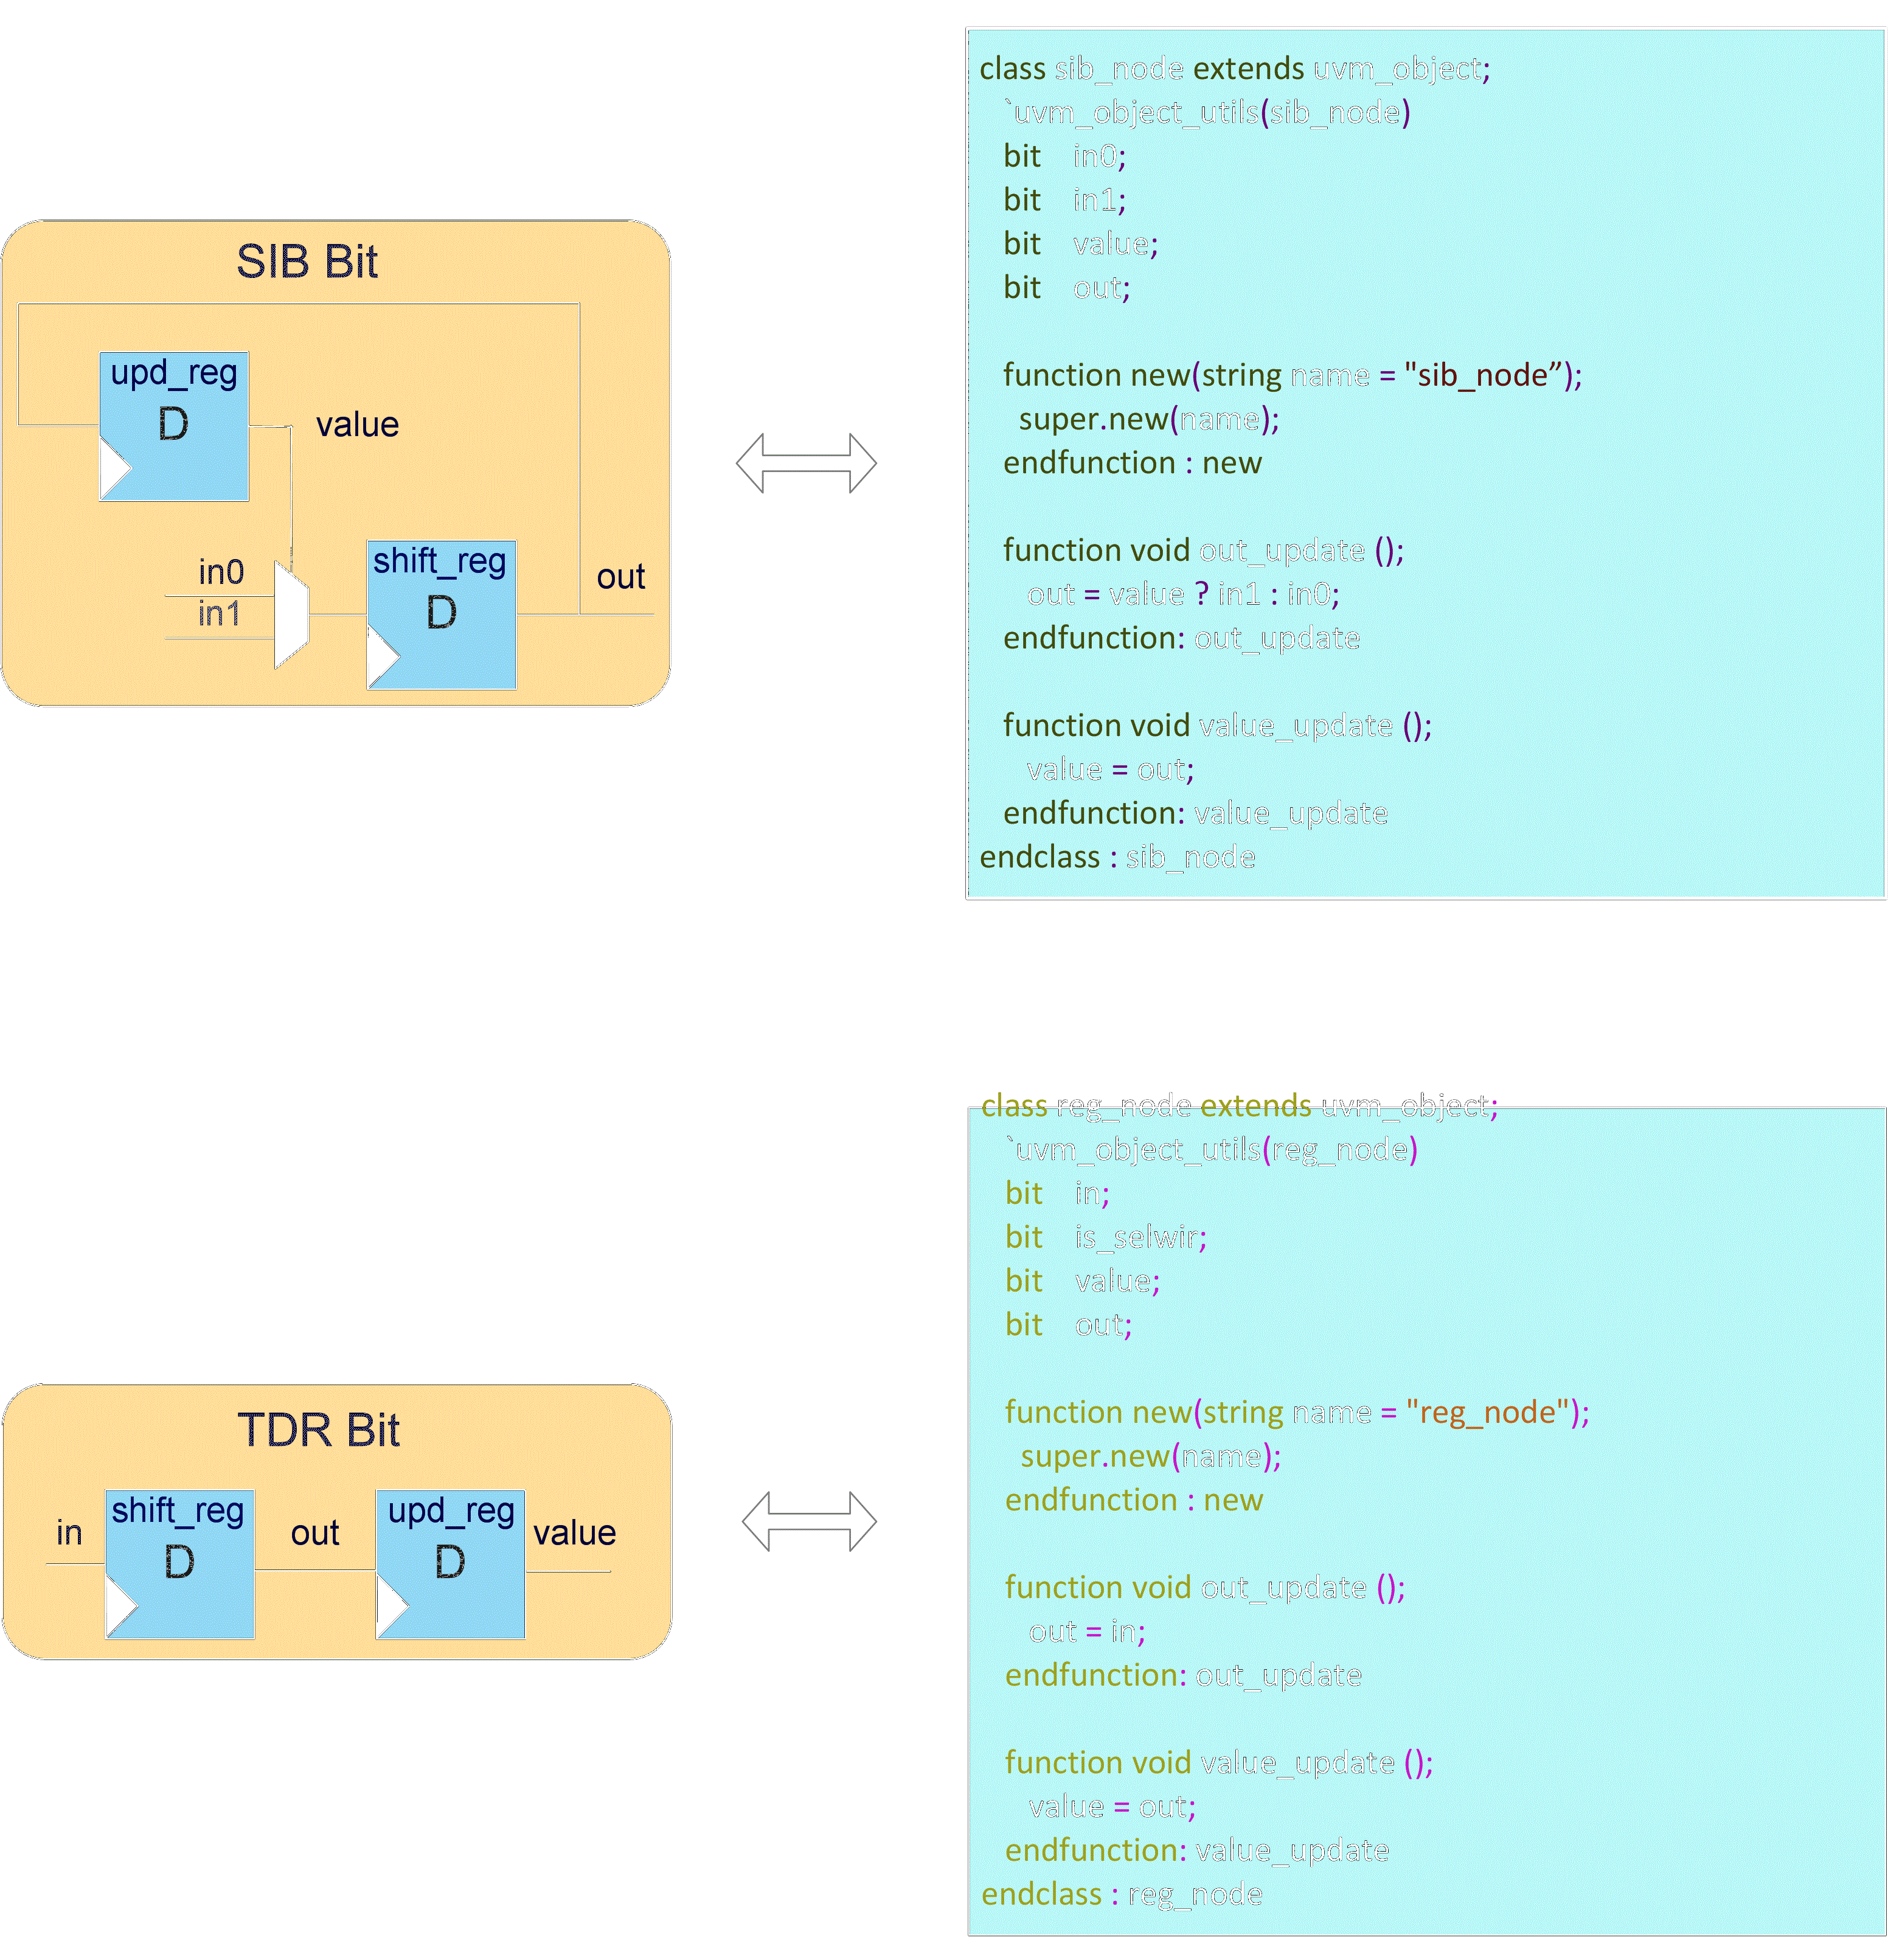 SIB Bit
upd_reg
D
value
in0
in1
shift_reg
D
out
class sib_node extends uvm_object;
`uvm_object_utils(sib_node)
bit in0;
bit in1;
bit value;
bit out;
function new(string name = "sib_node”);
super.new(name);
endfunction : new
function void out_update ();
out = value ? in1 : in0;
endfunction: out_update
function void value_update ();
value = out;
endfunction: value_update
endclass : sib_node
TDR Bit
in
shift_reg
D
out
upd_reg
D
value
class reg_node extends uvm_object;
`uvm_object_utils(reg_node)
bit in;
bit is_selwir;
bit value;
bit out;
function new(string name = "reg_node");
super.new(name);
endfunction : new
function void out_update ();
out = in;
endfunction: out_update
function void value_update ();
value = out;
endfunction: value_update
endclass : reg_node